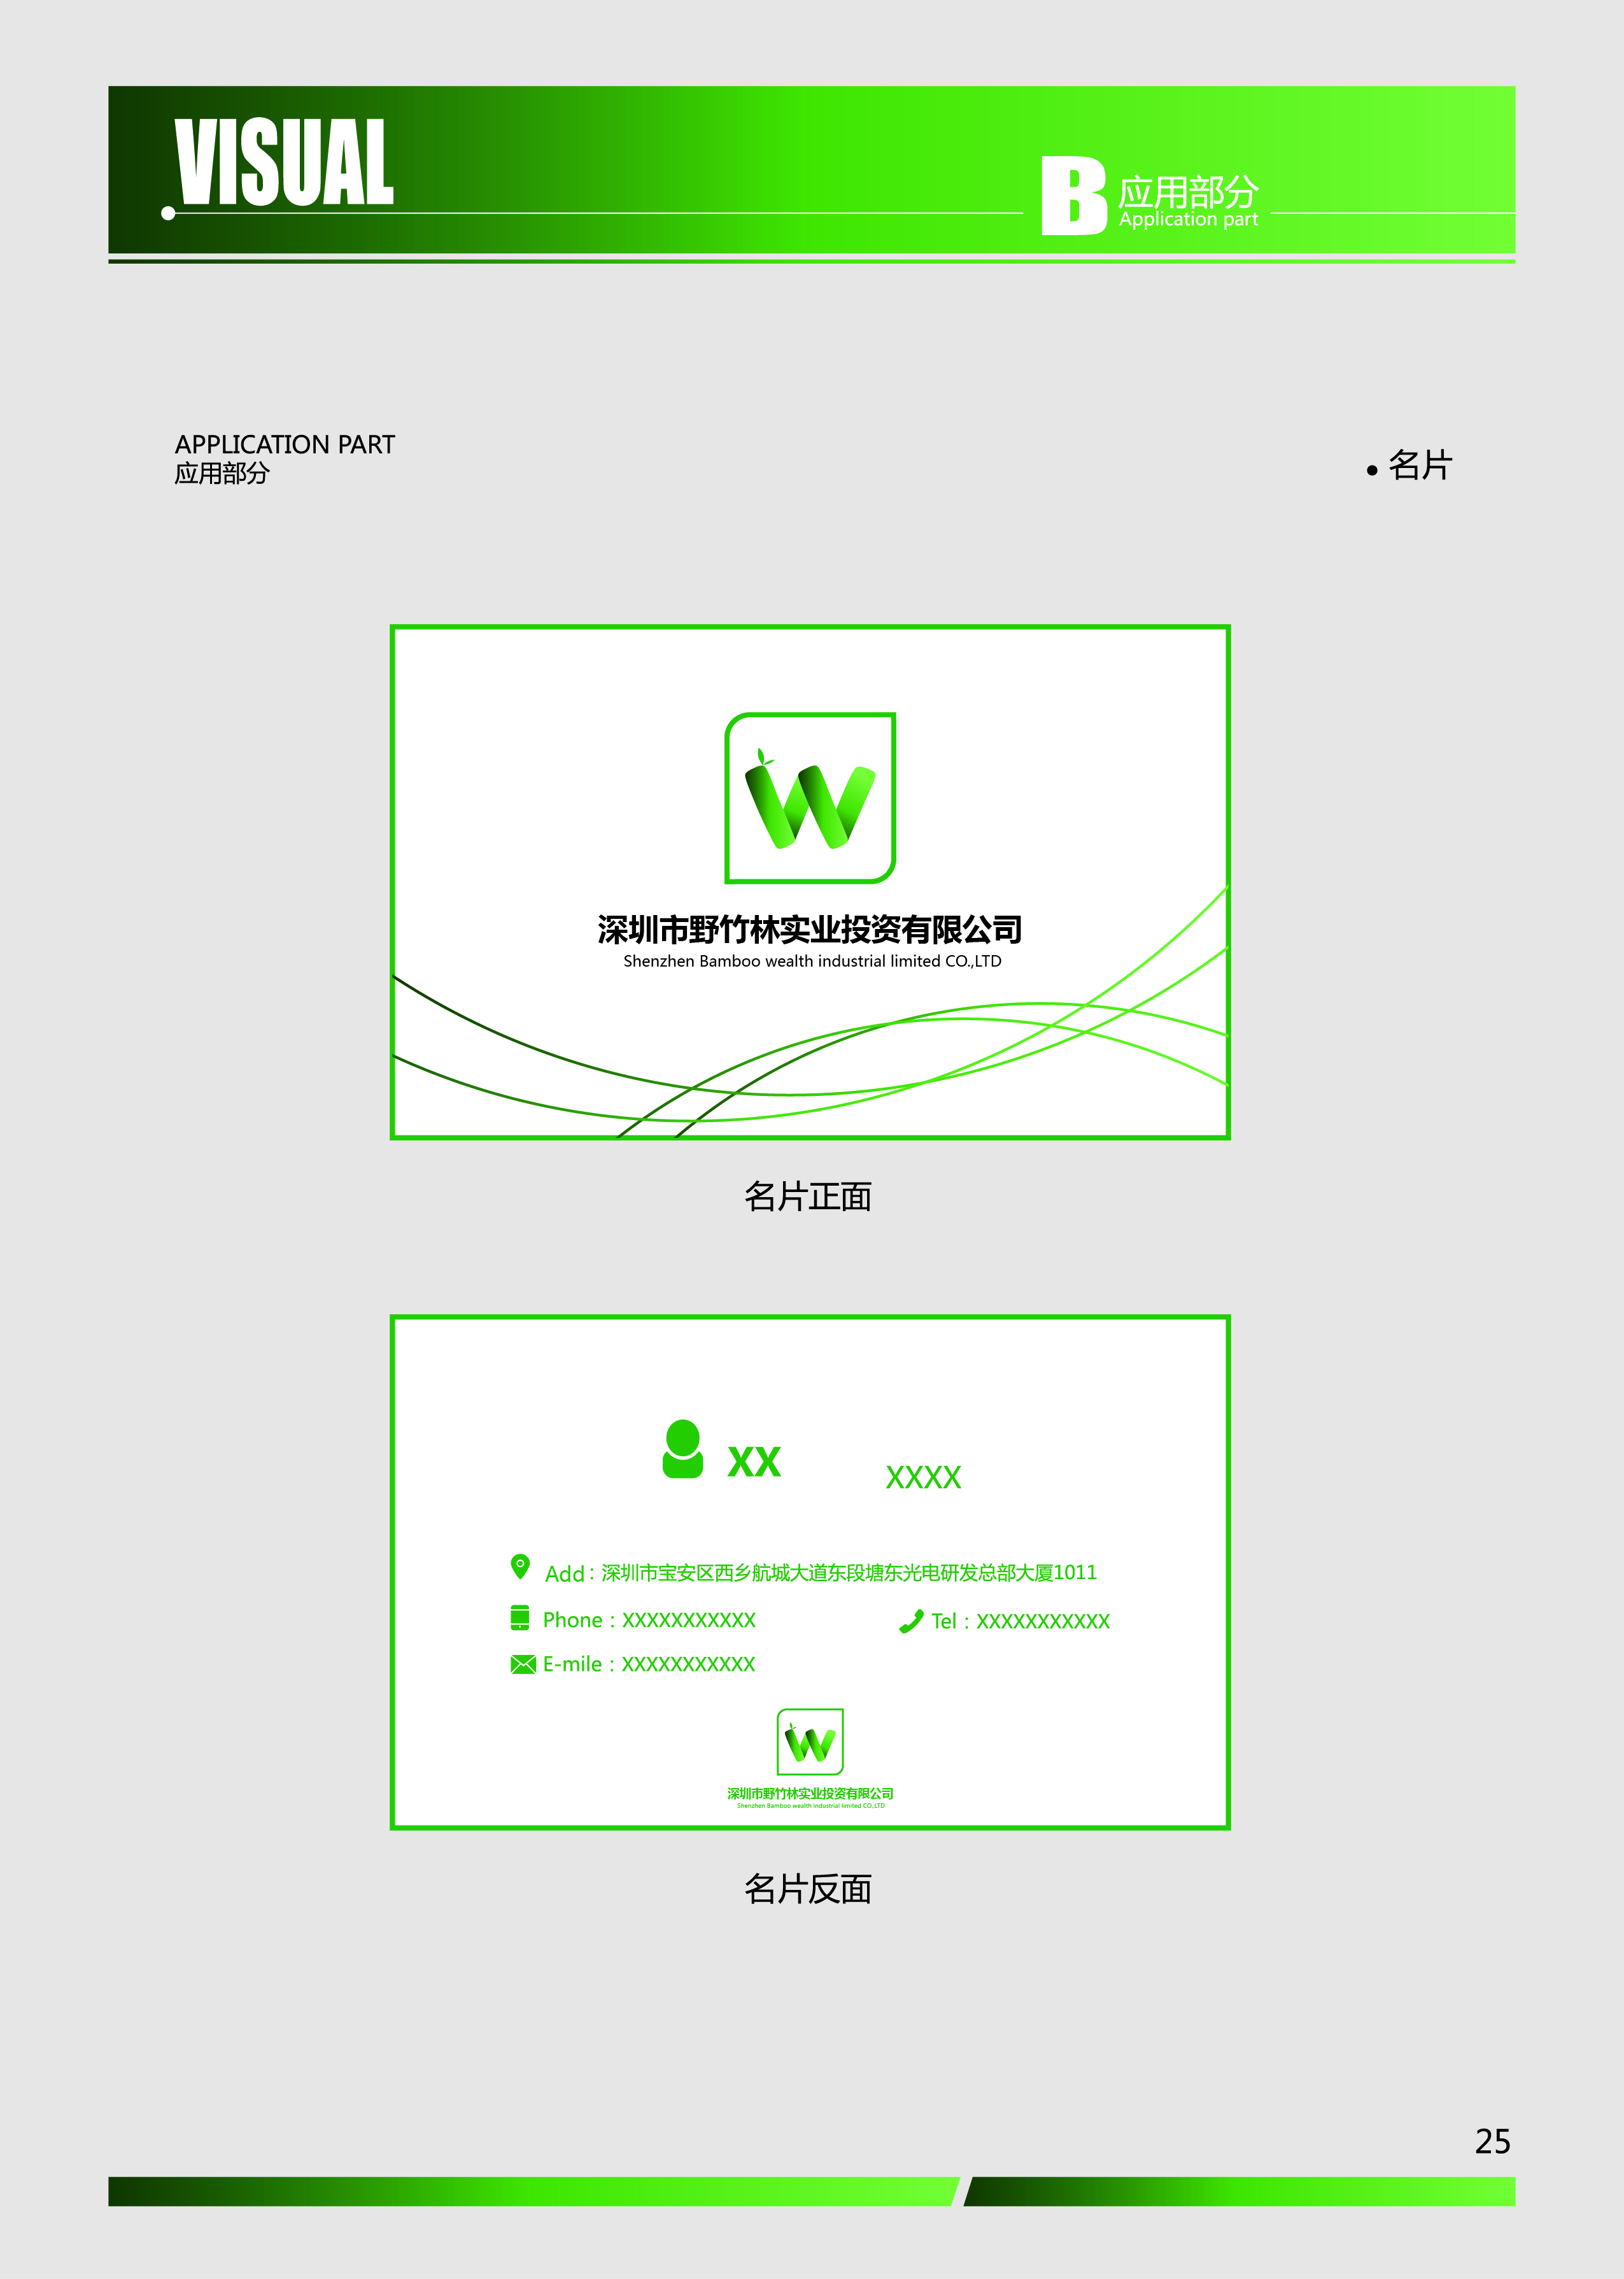 VISUAL
B 应用部分
Application part
APPLICATION PART
应用部分
• 名片
W
深圳市野竹林实业投资有限公司
Shenzhen Bamboo wealth industrial limited CO.,LTD
名片正面
XX XXXX
Add：深圳市宝安区西乡航城大道东段塘东光电研发总部大厦1011
Phone：XXXXXXXXXXX Tel：XXXXXXXXXXX
E-mile：XXXXXXXXXXX
W
深圳市野竹林实业投资有限公司
Shenzhen Bamboo wealth industrial limited CO.,LTD
名片反面
25